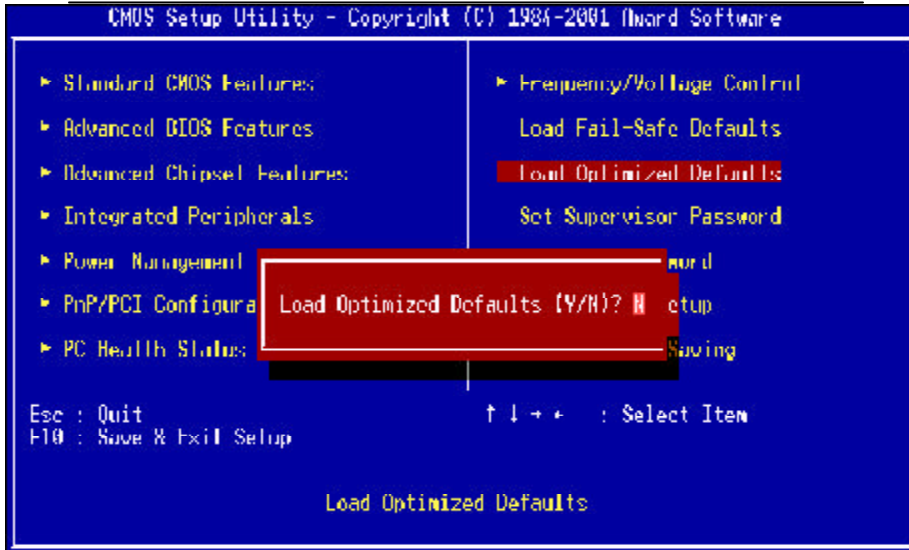 CMOS Setup Utility - Copyright (C) 1984-2001 Award Software
▶ Standard CMOS Features
▶ Advanced BIOS Features
▶ Advanced Chipset Features
▶ Integrated Peripherals
▶ Power Management
▶ PnP/PCI Configura
▶ PC Health Status
▶ Frequency/Voltage Control
Load Fail-Safe Defaults
Load Optimized Defaults
Set Supervisor Password
word
etup
Saving
Load Optimized Defaults (Y/N)? N
Esc : Quit
F10 : Save & Exit Setup
↑ ↓ → ← : Select Item
Load Optimized Defaults